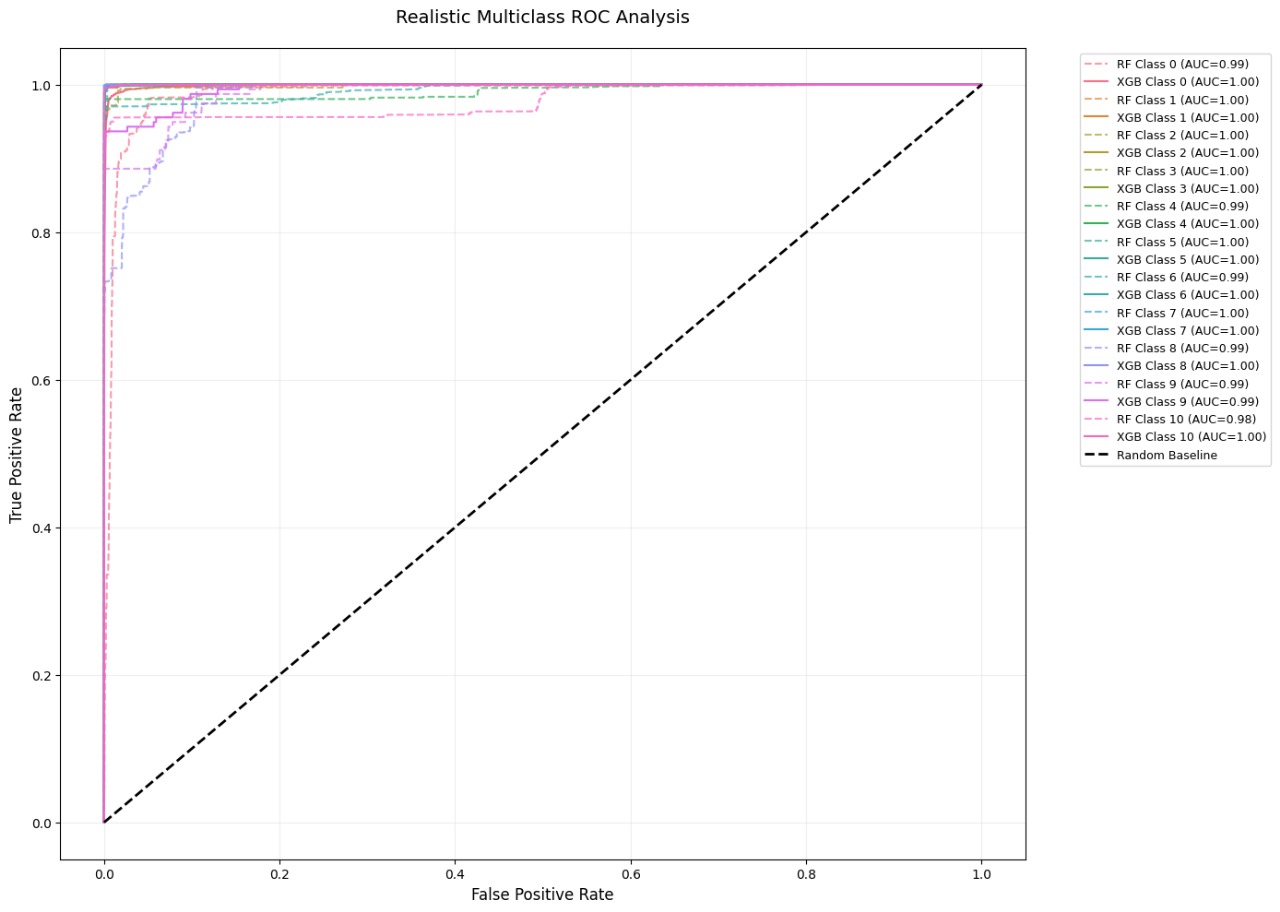 Realistic Multiclass ROC Analysis
1.0
0.8
0.6
0.4
0.2
0.0
True Positive Rate
0.0 0.2 0.4 0.6 0.8 1.0
False Positive Rate
RF Class 0 (AUC=0.99)
XGB Class 0 (AUC=1.00)
RF Class 1 (AUC=1.00)
XGB Class 1 (AUC=1.00)
RF Class 2 (AUC=1.00)
XGB Class 2 (AUC=1.00)
RF Class 3 (AUC=1.00)
XGB Class 3 (AUC=1.00)
RF Class 4 (AUC=0.99)
XGB Class 4 (AUC=1.00)
RF Class 5 (AUC=1.00)
XGB Class 5 (AUC=1.00)
RF Class 6 (AUC=0.99)
XGB Class 6 (AUC=1.00)
RF Class 7 (AUC=1.00)
XGB Class 7 (AUC=1.00)
RF Class 8 (AUC=0.99)
XGB Class 8 (AUC=1.00)
RF Class 9 (AUC=0.99)
XGB Class 9 (AUC=0.99)
RF Class 10 (AUC=0.98)
XGB Class 10 (AUC=1.00)
Random Baseline